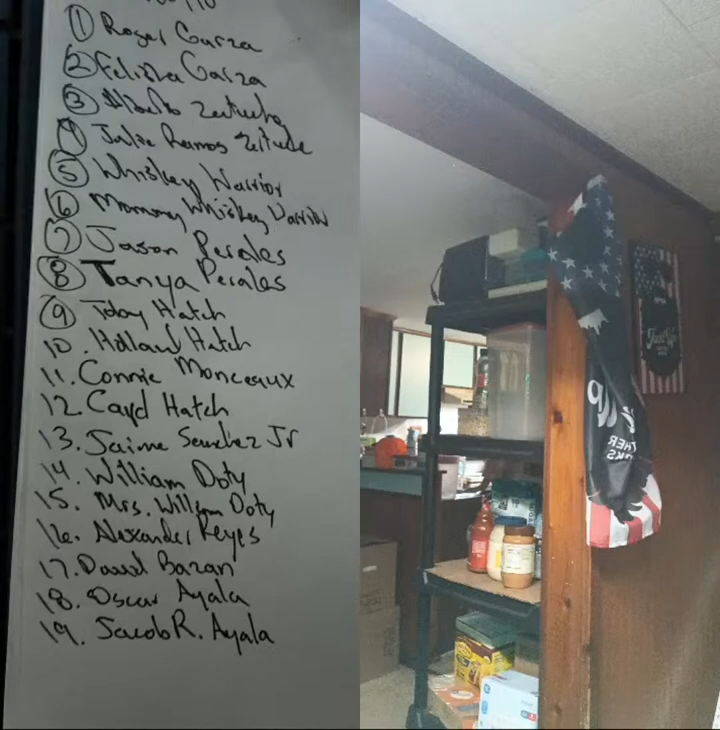 1 Roger Garza
2 Felisha Garza
3 Zertuche
4 Julie Ramos Zertuche
5 Whiskey Warrior
6 Mommy Whiskey Warrior
7 Jason Perales
8 Tanya Perales
9 Toby Hatch
10. Holland Hatch
11. Connie Monceaux
12. Hatch
13. Jaime Sanchez Jr
14. William Doty
15. Mrs. William Doty
16. Alexander Reyes
17. David Bazan
18. Oscar Ayala
19. Jacob R. Ayala
UP